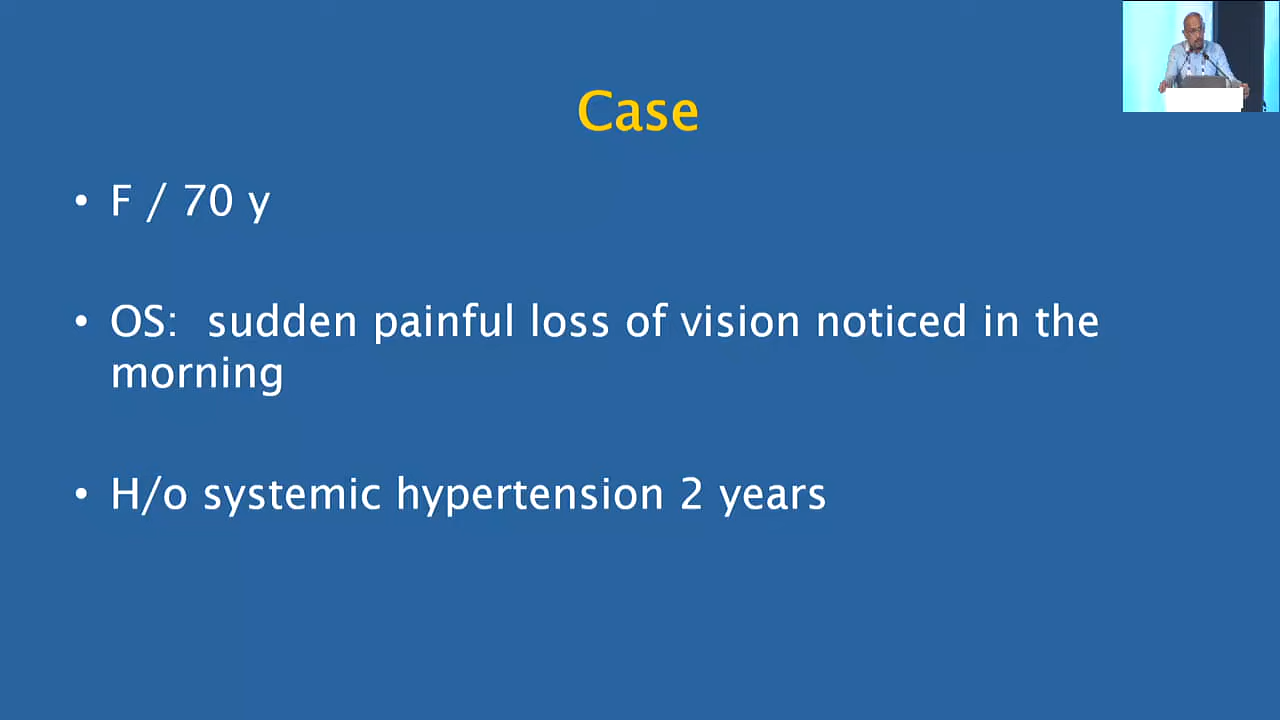 Case
• F / 70 y
• OS: sudden painful loss of vision noticed in the
morning
• H/o systemic hypertension 2 years